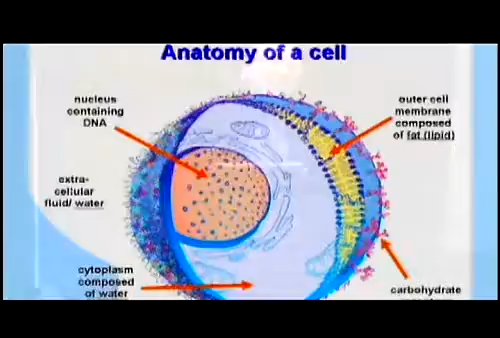 Anatomy of a cell
nucleus
containing
DNA
outer cell
membrane
composed
of fat (lipid)
extra-
cellular
fluid/ water
cytoplasm
composed
of water
carbohydrate